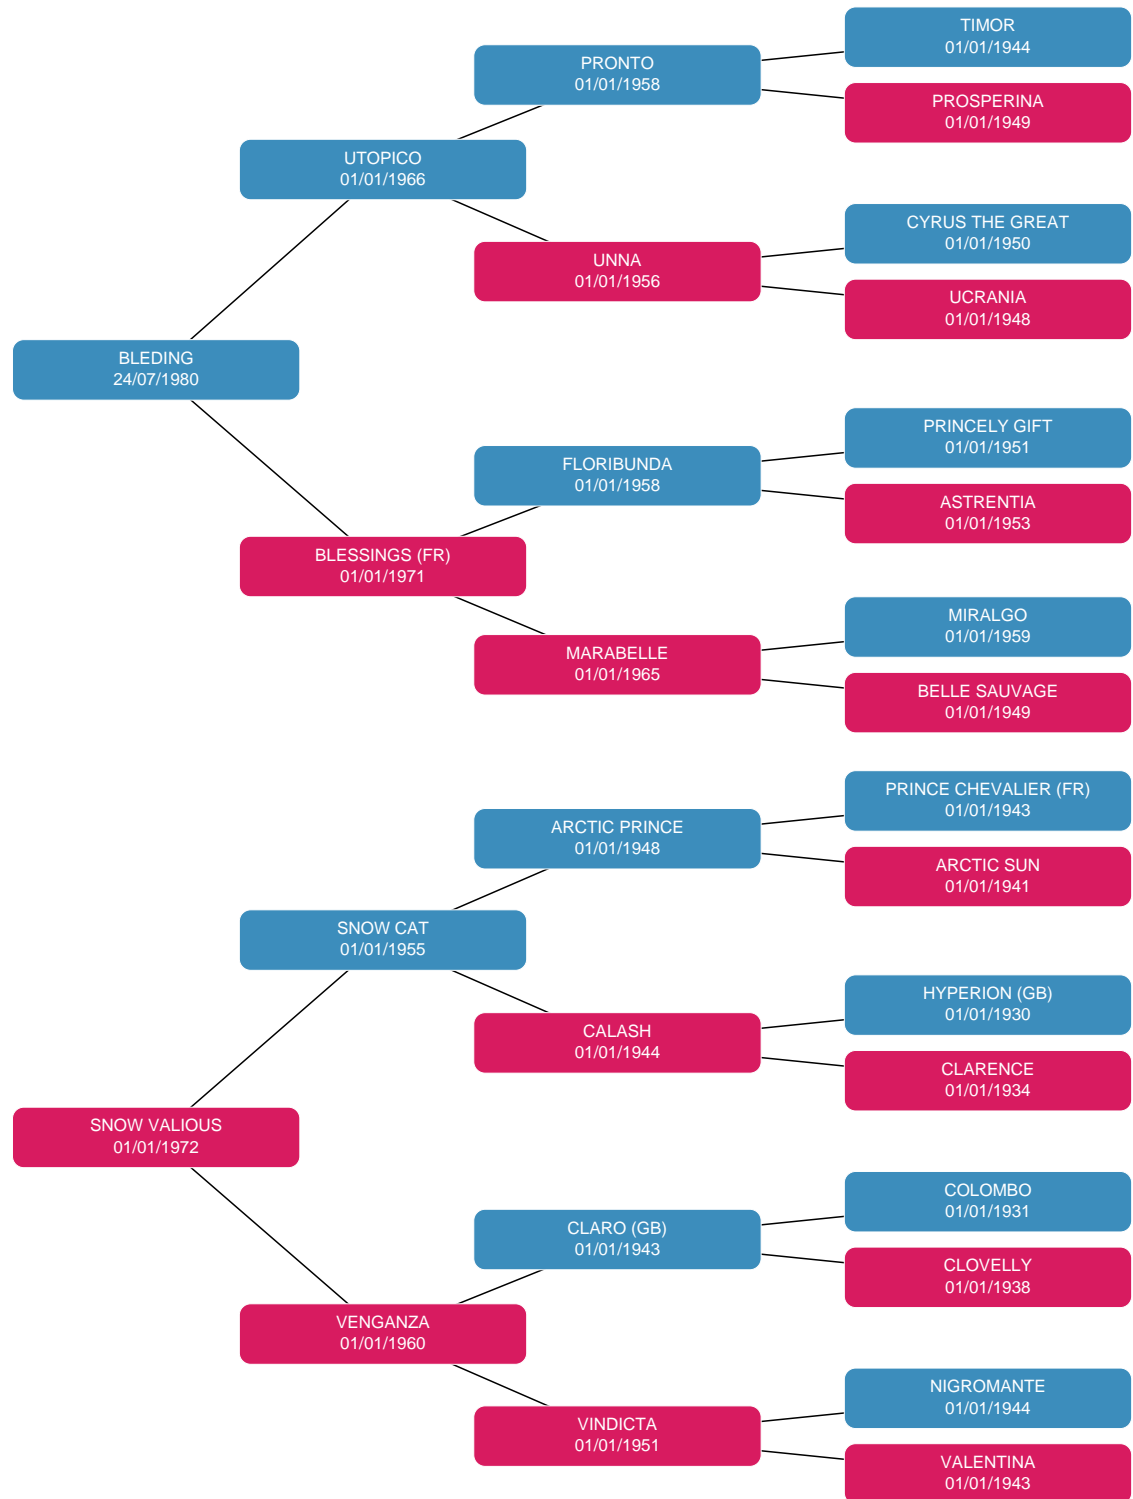 TIMOR
01/01/1944
PRONTO
01/01/1958
PROSPERINA
01/01/1949
UTOPICO
01/01/1966
CYRUS THE GREAT
01/01/1950
UNNA
01/01/1956
UCRANIA
01/01/1948
BLEDING
24/07/1980
PRINCELY GIFT
01/01/1951
FLORIBUNDA
01/01/1958
ASTRENTIA
01/01/1953
BLESSINGS (FR)
01/01/1971
MIRALGO
01/01/1959
MARABELLE
01/01/1965
BELLE SAUVAGE
01/01/1949
PRINCE CHEVALIER (FR)
01/01/1943
ARCTIC PRINCE
01/01/1948
ARCTIC SUN
01/01/1941
SNOW CAT
01/01/1955
HYPERION (GB)
01/01/1930
CALASH
01/01/1944
CLARENCE
01/01/1934
SNOW VALIOUS
01/01/1972
COLOMBO
01/01/1931
CLARO (GB)
01/01/1943
CLOVELLY
01/01/1938
VENGANZA
01/01/1960
NIGROMANTE
01/01/1944
VINDICTA
01/01/1951
VALENTINA
01/01/1943